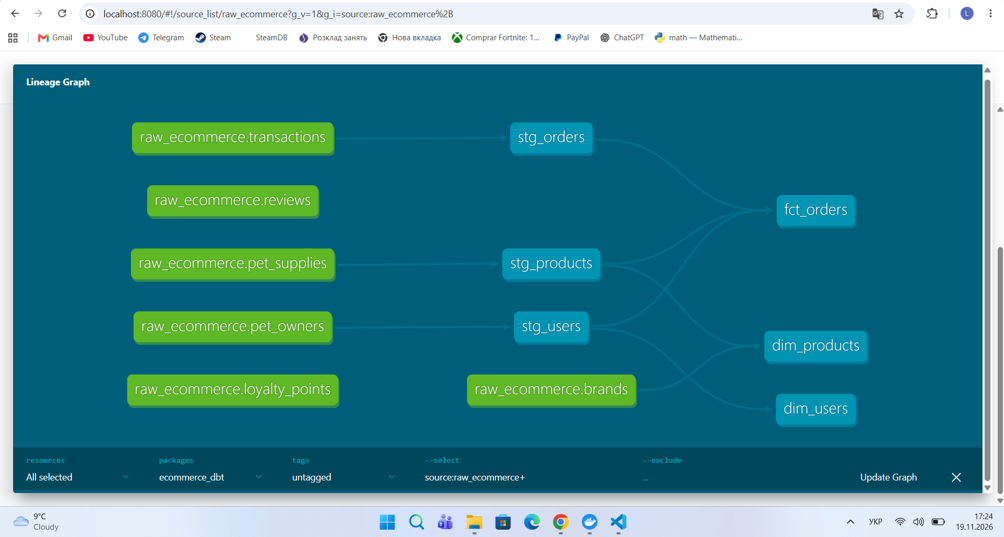 localhost:8080/#!/source_list/raw_ecommerce?g_v=1&g_i=source:raw_ecommerce%2B
L
Gmail
YouTube
Telegram
Steam
SteamDB
Розклад занять
Нова вкладка
Comprar Fortnite: 1...
PayPal
ChatGPT
math — Mathemati...
Lineage Graph
raw_ecommerce.transactions
stg_orders
raw_ecommerce.reviews
fct_orders
raw_ecommerce.pet_supplies
stg_products
raw_ecommerce.pet_owners
stg_users
dim_products
raw_ecommerce.loyalty_points
raw_ecommerce.brands
dim_users
resources
packages
tags
--select
--exclude
All selected
ecommerce_dbt
untagged
source:raw_ecommerce+
...
Update Graph
9°C
Cloudy
УКР
17:24
19.11.2026